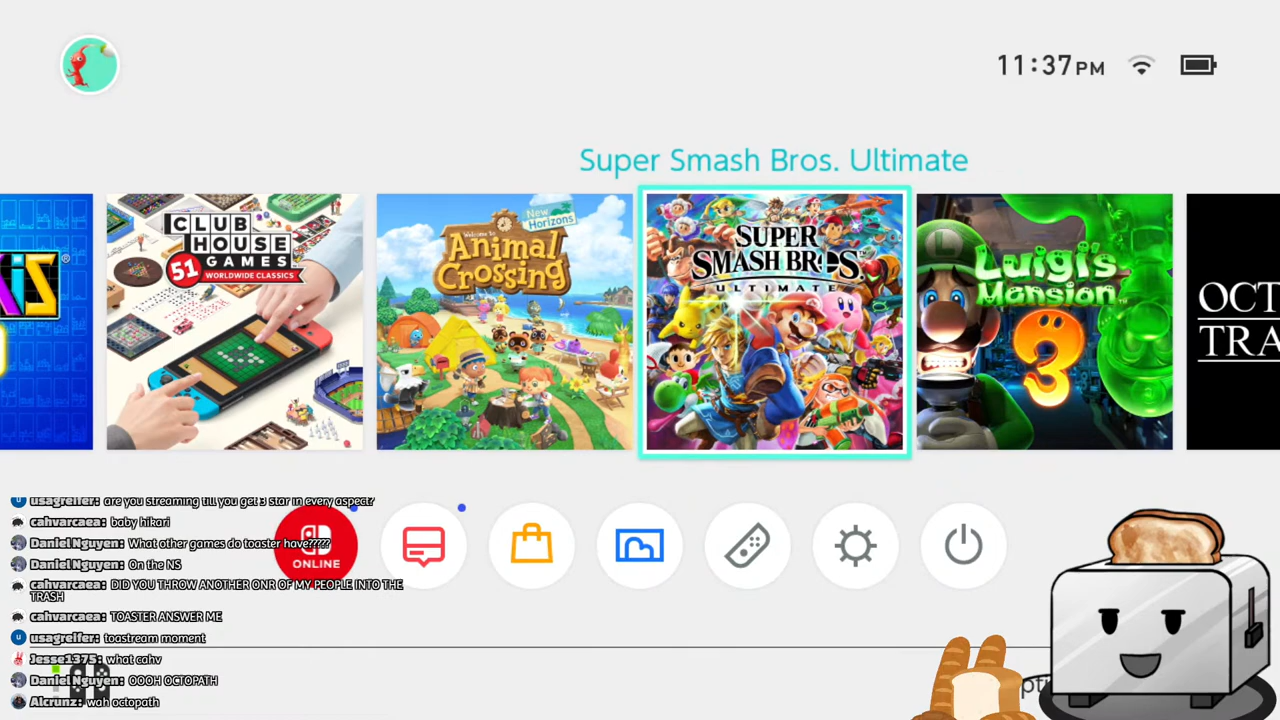 11:37PM
Super Smash Bros. Ultimate
CLUB
HOUSE
GAMES
51 WORLDWIDE CLASSICS
New
Horizons
Welcome to
Animal
Crossing
SUPER
SMASH BROS.
ULTIMATE
Luigi's
Mansion
3
OCT
TRA
usagreifer: are you streaming till you get 3 star in every aspect?
cahvarcaea: baby hikari
Daniel Nguyen: What other games do toaster have?????
Daniel Nguyen: On the NS
cahvarcaea: DID YOU THROW ANOTHER ONR OF MY PEOPLE INTO THE
TRASH
cahvarcaea: TOASTER ANSWER ME
usagreifer: toastream moment
Jesse1375: what cahv
Daniel Nguyen: OOOH OCTOPATH
Alcrunz: wah octopath
ONLINE